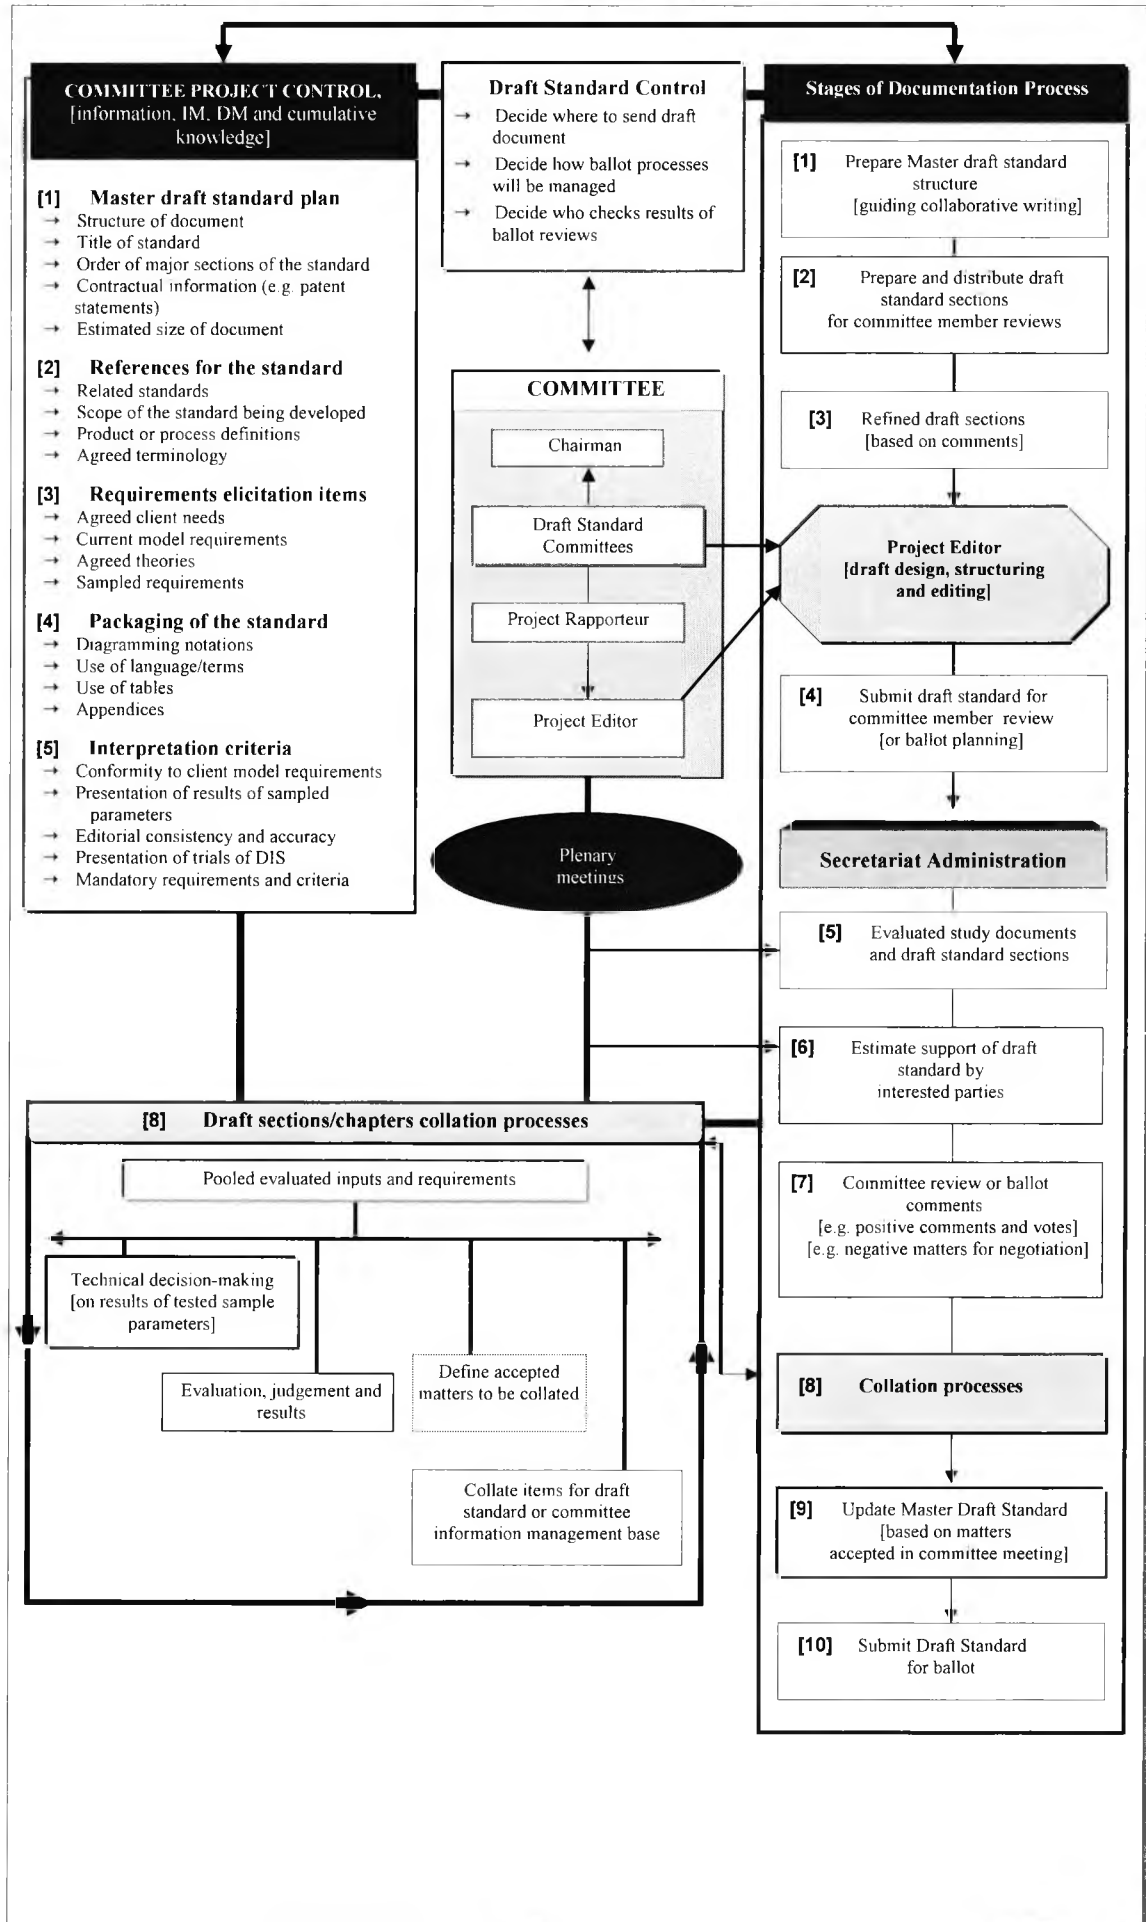 COMMITTEE PROJECT CONTROL,
[information, IM, DM and cumulative
knowledge]
[1] Master draft standard plan
→ Structure of document
→ Title of standard
→ Order of major sections of the standard
→ Contractual information (e.g. patent
statements)
→ Estimated size of document
[2] References for the standard
→ Related standards
→ Scope of the standard being developed
→ Product or process definitions
→ Agreed terminology
[3] Requirements elicitation items
→ Agreed client needs
→ Current model requirements
→ Agreed theories
→ Sampled requirements
[4] Packaging of the standard
→ Diagramming notations
→ Use of language/terms
→ Use of tables
→ Appendices
[5] Interpretation criteria
→ Conformity to client model requirements
→ Presentation of results of sampled
parameters
→ Editorial consistency and accuracy
→ Presentation of trials of DIS
→ Mandatory requirements and criteria
Draft Standard Control
→ Decide where to send draft
document
→ Decide how ballot processes
will be managed
→ Decide who checks results of
ballot reviews
COMMITTEE
Chairman
Draft Standard
Committees
Project Rapporteur
Project Editor
Plenary
meetings
Stages of Documentation Process
[1] Prepare Master draft standard
structure
[guiding collaborative writing]
[2] Prepare and distribute draft
standard sections
for committee member reviews
[3] Refined draft sections
[based on comments]
Project Editor
[draft design, structuring
and editing]
[4] Submit draft standard for
committee member review
[or ballot planning]
Secretariat Administration
[5] Evaluated study documents
and draft standard sections
[6] Estimate support of draft
standard by
interested parties
[7] Committee review or ballot
comments
[e.g. positive comments and votes]
[e.g. negative matters for negotiation]
[8] Collation processes
[9] Update Master Draft Standard
[based on matters
accepted in committee meeting]
[10] Submit Draft Standard
for ballot
[8] Draft sections/chapters collation processes
Pooled evaluated inputs and requirements
Technical decision-making
[on results of tested sample
parameters]
Evaluation, judgement and
results
Define accepted
matters to be collated
Collate items for draft
standard or committee
information management base